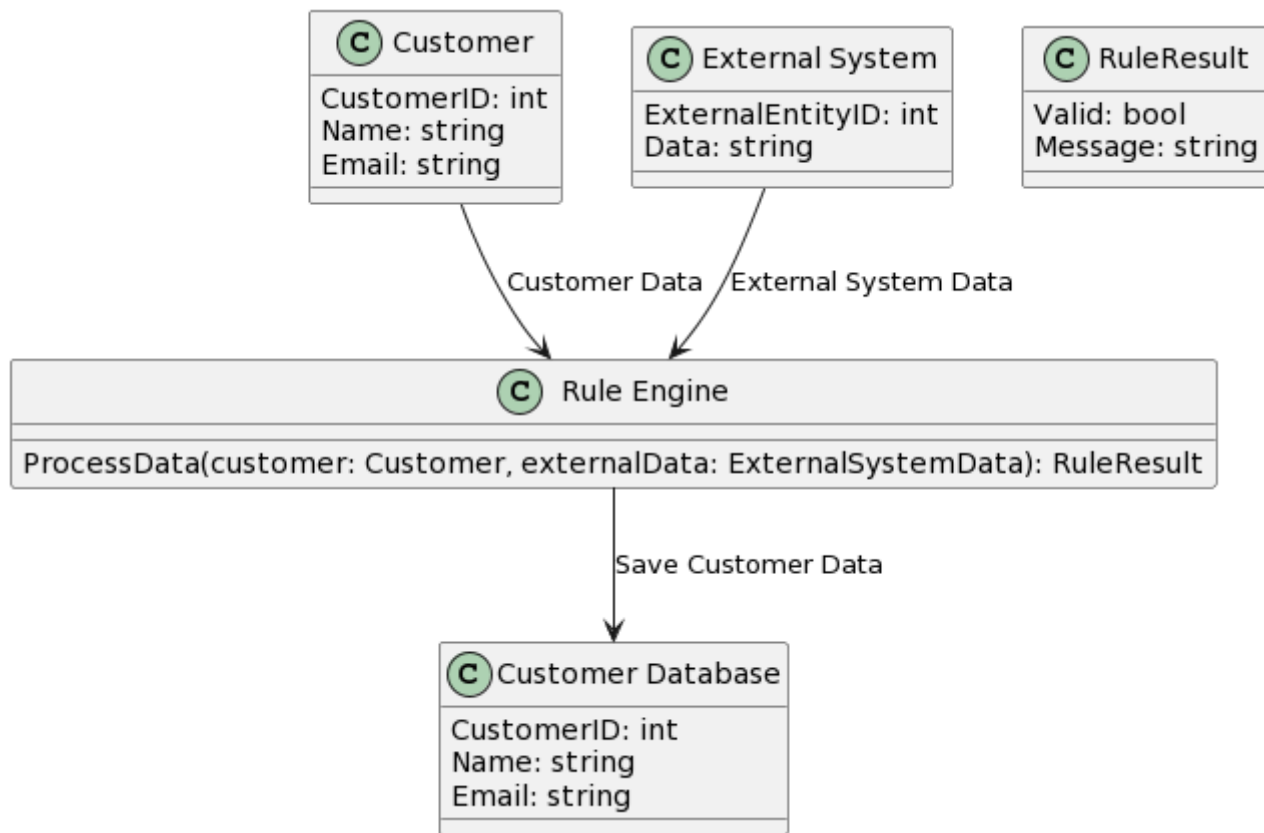 C Customer
CustomerID: int
Name: string
Email: string
C External System
ExternalEntityID: int
Data: string
C RuleResult
Valid: bool
Message: string
Customer Data
External System Data
C Rule Engine
ProcessData(customer: Customer, externalData: ExternalSystemData): RuleResult
Save Customer Data
C Customer Database
CustomerID: int
Name: string
Email: string